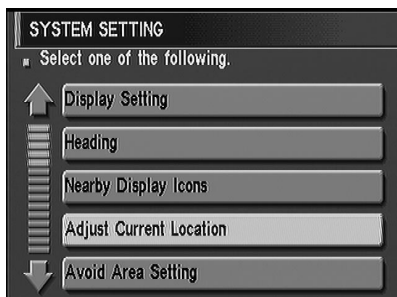 SYSTEM SETTING
Select one of the following.
Display Setting
Heading
Nearby Display Icons
Adjust Current Location
Avoid Area Setting